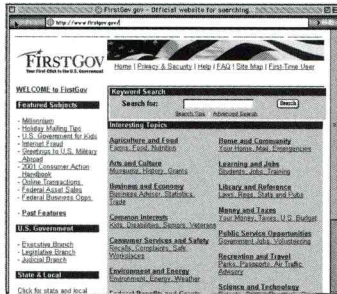 FirstGov gov - Official website for searching
http://www.firstgov.gov/
FIRSTGOV
Your First Click to the U.S. Government
Home | Privacy & Security | Help | FAQ | Site Map | First-Time User
WELCOME to FirstGov
Featured Subjects
- Millennium
- Holiday Mailing Tips
- U.S. Government for Kids
- Internet Fraud
- Greetings to U.S. Military
Abroad
- 2001 Consumer Action
Handbook
- Online Transactions
- Federal Asset Sales
- Federal Business Opps.
- Past Features
U.S. Government
- Executive Branch
- Legislative Branch
- Judicial Branch
State & Local
Click for state and local
Keyword Search
Search for:
Search
Search Tips Advanced Search
Interesting Topics
Agriculture and Food
Farms, Food, Nutrition
Arts and Culture
Museums, History, Grants
Business and Economy
Business Advisor, Statistics,
Trade
Common Interests
Kids, Disabilities, Seniors, Veterans
Consumer Services and Safety
Recalls, Complaints, Safe
Workplaces
Environment and Energy
Environment, Energy, Weather
Federal Benefits and Grants
Home and Community
Your Home, Mail, Emergencies
Learning and Jobs
Students, Jobs, Training
Library and Reference
Laws, Regs, Stats and Pubs
Money and Taxes
Your Money, Taxes, U.S. Budget
Public Service Opportunities
Government Jobs, Volunteering
Recreation and Travel
Parks, Passports, Air Traffic,
Advisory
Science and Technology